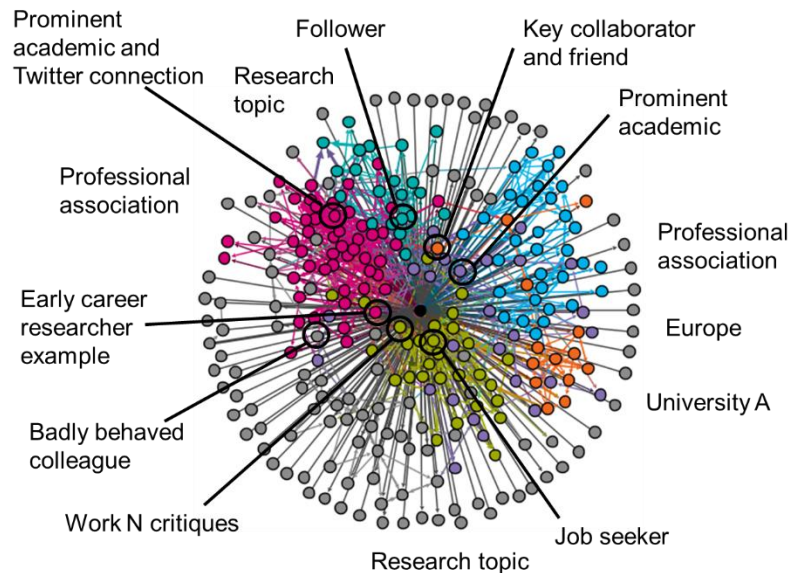 Prominent
academic and
Twitter connection
Follower
Key collaborator
and friend
Research
topic
Prominent
academic
Professional
association
Professional
association
Early career
researcher
example
Europe
University A
Badly behaved
colleague
Work N critiques
Job seeker
Research topic